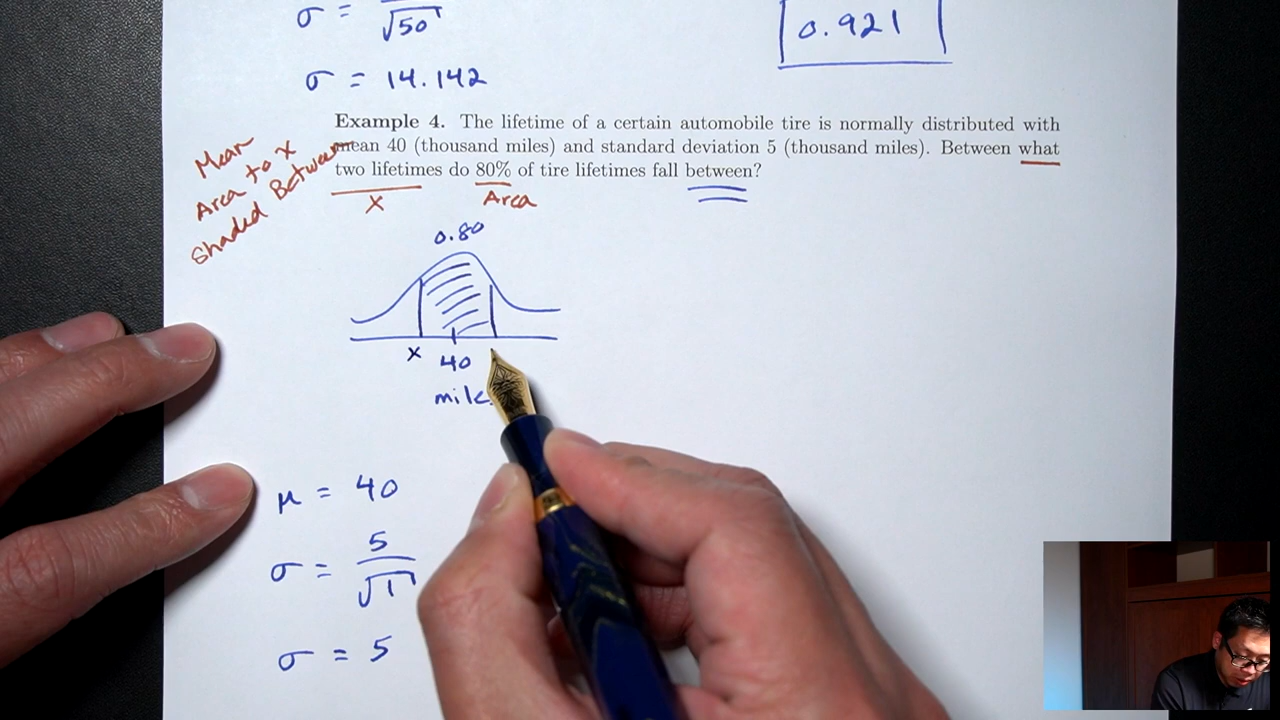 σ = √50
0.921
σ = 14.142
Example 4. The lifetime of a certain automobile tire is normally distributed with
mean 40 (thousand miles) and standard deviation 5 (thousand miles). Between what
two lifetimes do 80% of tire lifetimes fall between?
Mean
Area to x
Shaded Between
x
Area
0.80
x
40
mile
μ = 40
σ = 5/√1
σ = 5